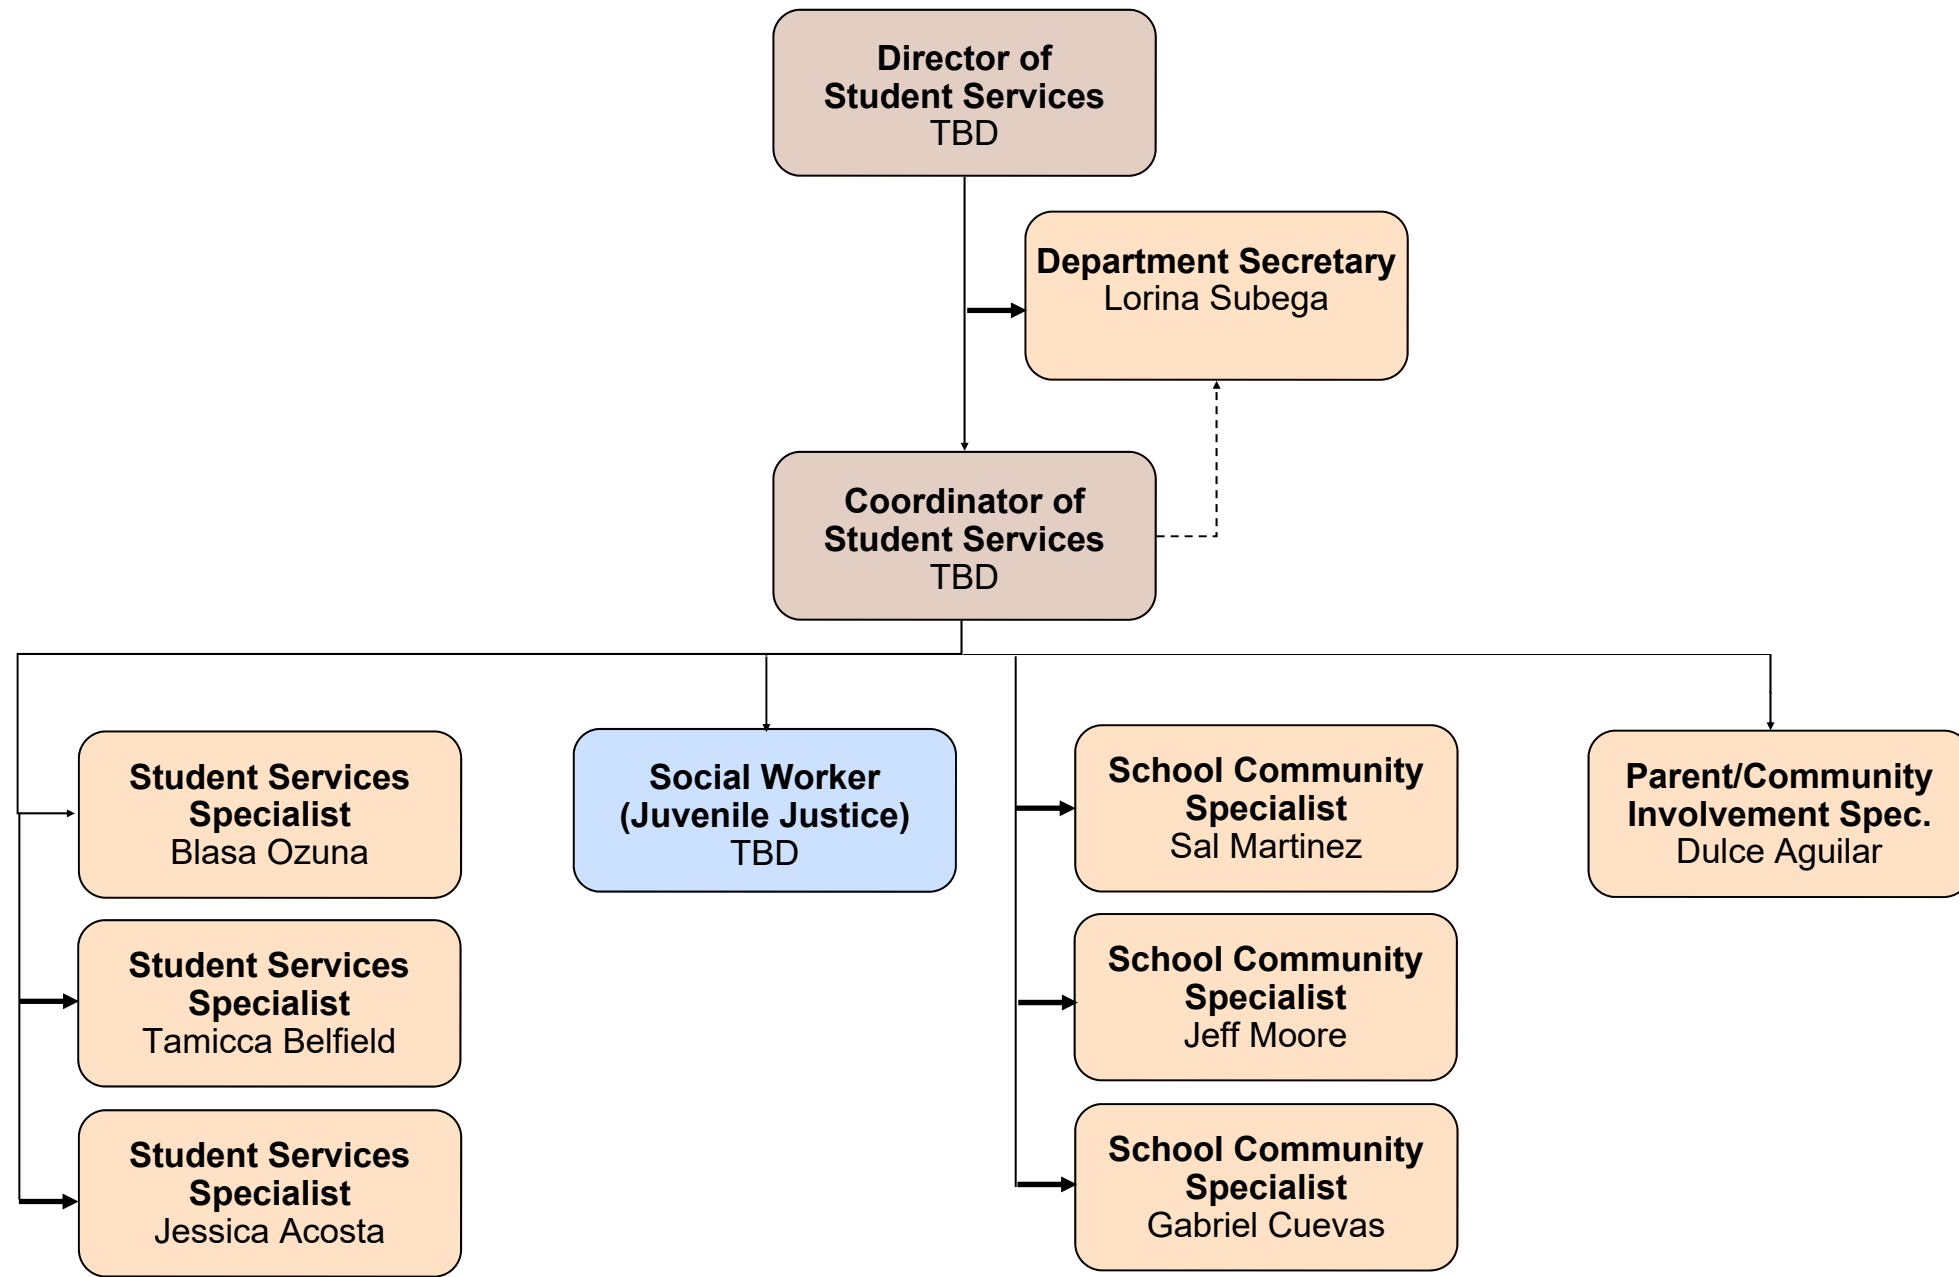 Director of
Student Services
TBD
Department Secretary
Lorina Subega
Coordinator of
Student Services
TBD
Student Services
Specialist
Blasa Ozuna
Social Worker
(Juvenile Justice)
TBD
School Community
Specialist
Sal Martinez
Parent/Community
Involvement Spec.
Dulce Aguilar
Student Services
Specialist
Tamicca Belfield
School Community
Specialist
Jeff Moore
Student Services
Specialist
Jessica Acosta
School Community
Specialist
Gabriel Cuevas